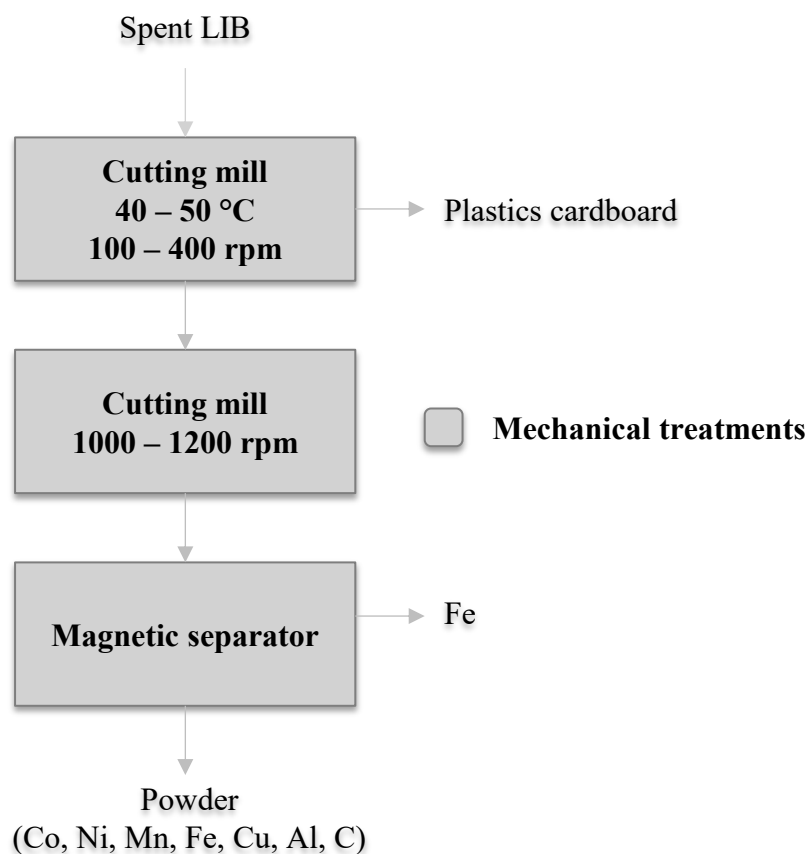 Spent LIB
Cutting mill
40 – 50 °C
100 – 400 rpm
Plastics cardboard
Cutting mill
1000 – 1200 rpm
Mechanical treatments
Magnetic separator
Fe
Powder
(Co, Ni, Mn, Fe, Cu, Al, C)